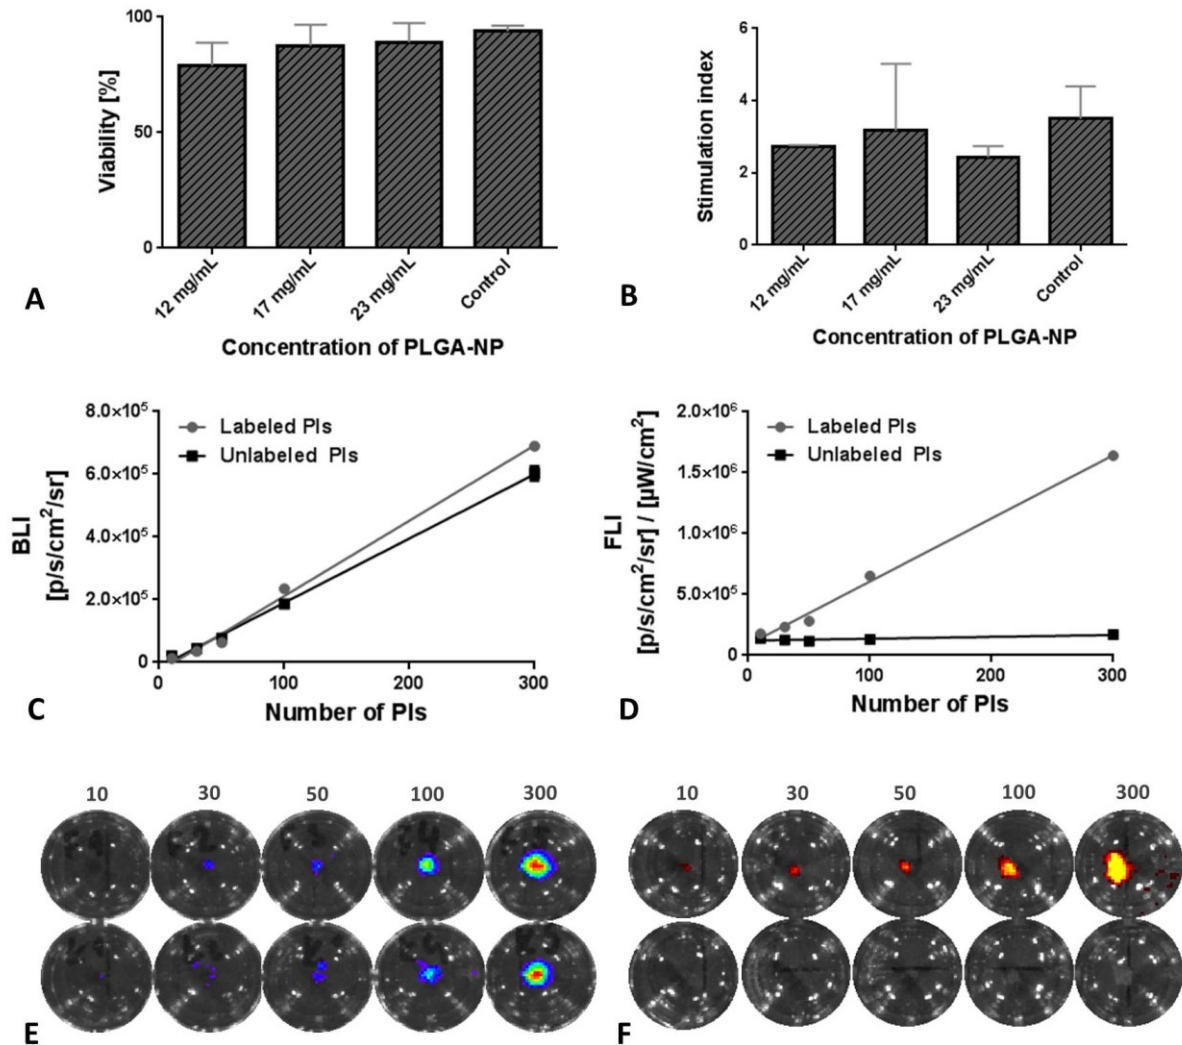 100
50
0
Viability [%]
12 mg/mL
17 mg/mL
23 mg/mL
Control
Concentration of PLGA-NP
A
6
4
2
0
Stimulation index
12 mg/mL
17 mg/mL
23 mg/mL
Control
Concentration of PLGA-NP
B
8.0×10⁵
6.0×10⁵
4.0×10⁵
2.0×10⁵
0
BLI
[p/s/cm²/sr]
Labeled PIs
Unlabeled PIs
0 100 200 300
Number of PIs
C
2.0×10⁶
1.5×10⁶
1.0×10⁶
5.0×10⁵
0
FLI
[p/s/cm²/sr] / [µW/cm²]
Labeled PIs
Unlabeled PIs
0 100 200 300
Number of PIs
D
10 30 50 100 300
E
10 30 50 100 300
F